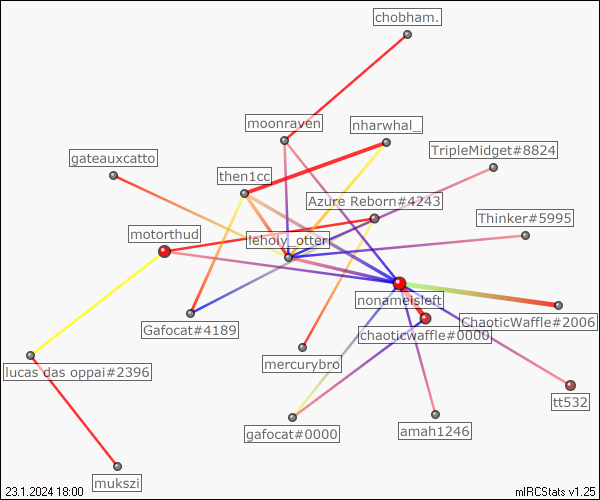 chobham.
moonraven
nharwhal_
gateauxcatto
TripleMidget#8824
then1cc
Azure Reborn#4243
Thinker#5995
motorthud
leholy_otter
nonameisleft
Gafocat#4189
chaoticwaffle#0000
ChaoticWaffle#2006
lucas das oppai#2396
mercurybro
tt532
gafocat#0000
amah1246
mukszi
23.1.2024 18:00
mIRCStats v1.25